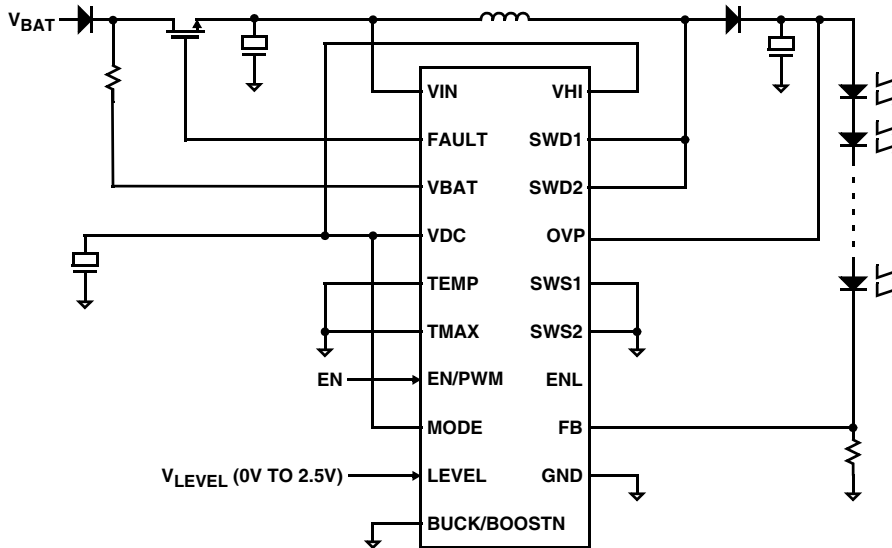 VBAT
VIN VHI
FAULT SWD1
VBAT SWD2
VDC OVP
TEMP SWS1
TMAX SWS2
EN EN/PWM ENL
MODE FB
VLEVEL (0V TO 2.5V) LEVEL GND
BUCK/BOOSTN